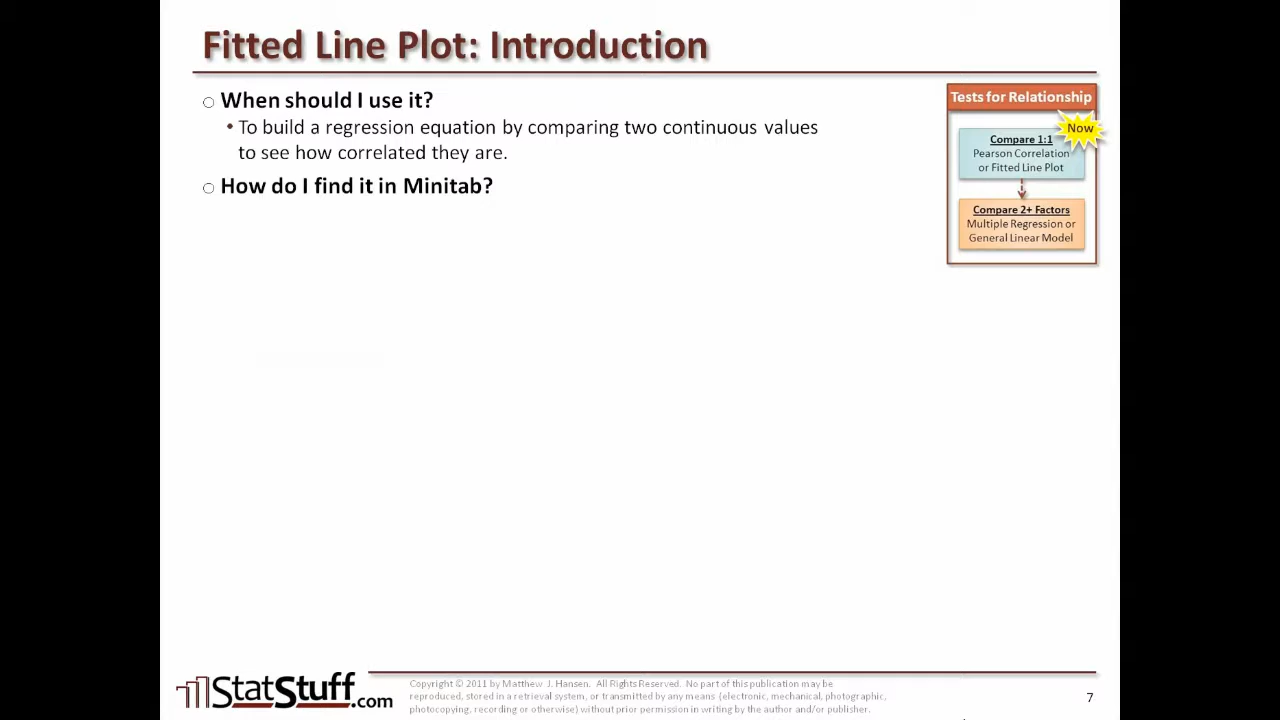 Fitted Line Plot: Introduction
○ When should I use it?
• To build a regression equation by comparing two continuous values
to see how correlated they are.
○ How do I find it in Minitab?
Tests for Relationship
Now
Compare 1:1
Pearson Correlation
or Fitted Line Plot
Compare 2+ Factors
Multiple Regression or
General Linear Model
StatStuff.com
Copyright © 2011 by Matthew J. Hansen. All Rights Reserved. No part of this publication may be
reproduced, stored in a retrieval system, or transmitted by any means (electronic, mechanical, photographic,
photocopying, recording or otherwise) without prior permission in writing by the author and/or publisher.
7